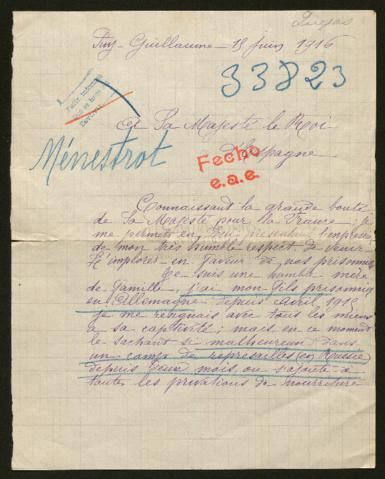 Puy-Guillaume - 18 juin 1916
33823
Ménestrot
A Sa Majesté le Roi
d'Espagne
Fecho
e.a.e.
Connaissant la grande bonté
de Sa Majesté pour la France; je
me permets en lui présentant
de mon très humble respect de venir
l'implorer en faveur de nos prisonniers
Je suis une humble mère
de famille, j'ai mon fils prisonnier
en Allemagne depuis Avril 1915
Je me résignais avec tous les miens
a sa captivité; mais en ce moment
le sachant si malheureux dans
un camp de représailles (en Russie)
depuis deux mois, ou s'ajoute à
toutes les privations de nourriture